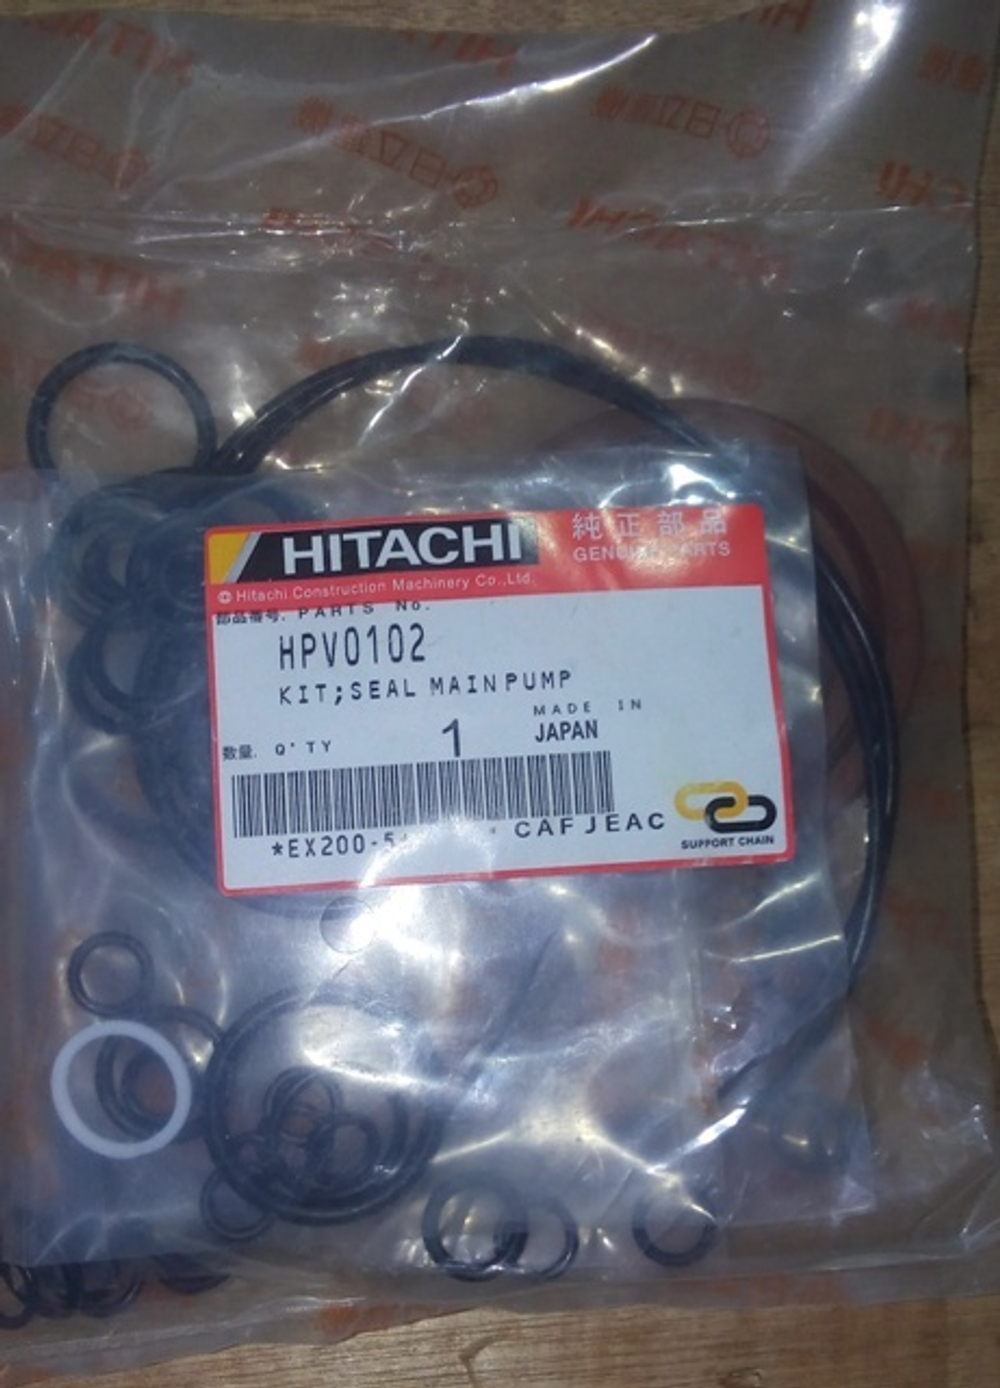 HITACHI
純正部品
GENUINE PARTS
© Hitachi Construction Machinery Co.,Ltd.
部品番号. PARTS No.
HPV0102
KIT;SEAL MAIN PUMP
MADE IN
JAPAN
数量. Q'TY 1
CAFJEAC
*EX200-5
SUPPORT CHAIN